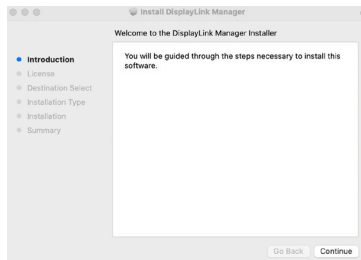 Install DisplayLink Manager
Welcome to the DisplayLink Manager Installer
Introduction
License
Destination Select
Installation Type
Installation
Summary
You will be guided through the steps necessary to install this
software.
Go Back
Continue